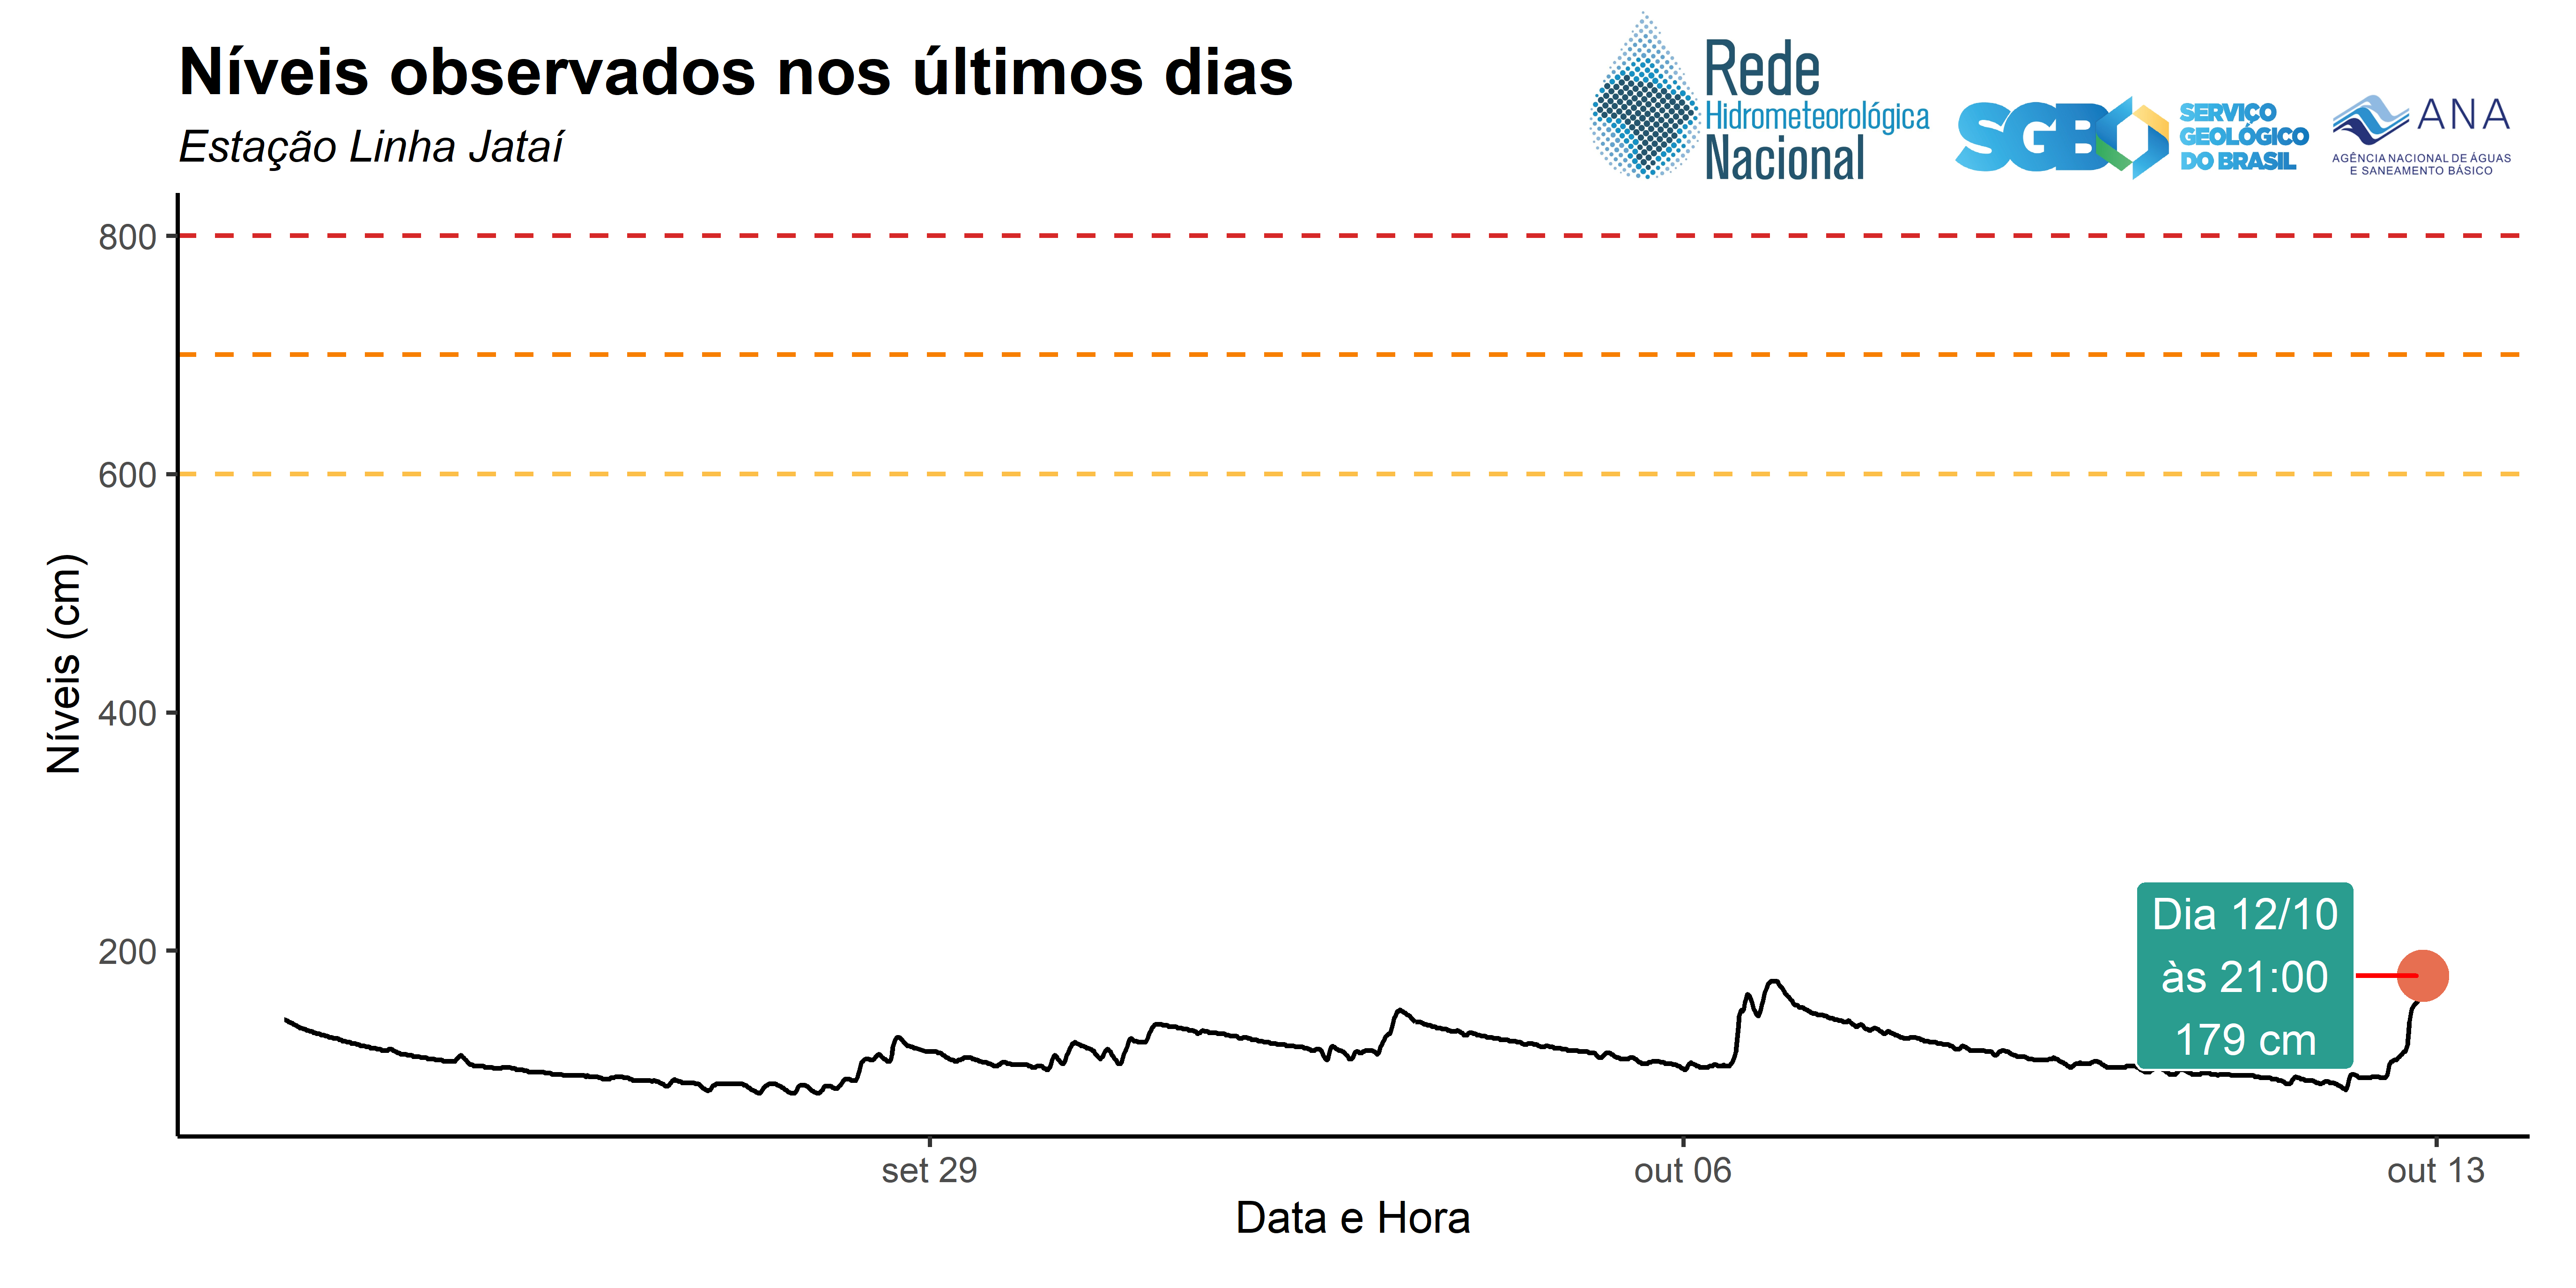 Níveis observados nos últimos dias
Estação Linha Jataí
Rede
Hidrometeorológica
Nacional
SGB
SERVIÇO
GEOLÓGICO
DO BRASIL
ANA
AGÊNCIA NACIONAL DE ÁGUAS
E SANEAMENTO BÁSICO
800
600
400
200
Níveis (cm)
Dia 12/10
às 21:00
179 cm
set 29
out 06
out 13
Data e Hora